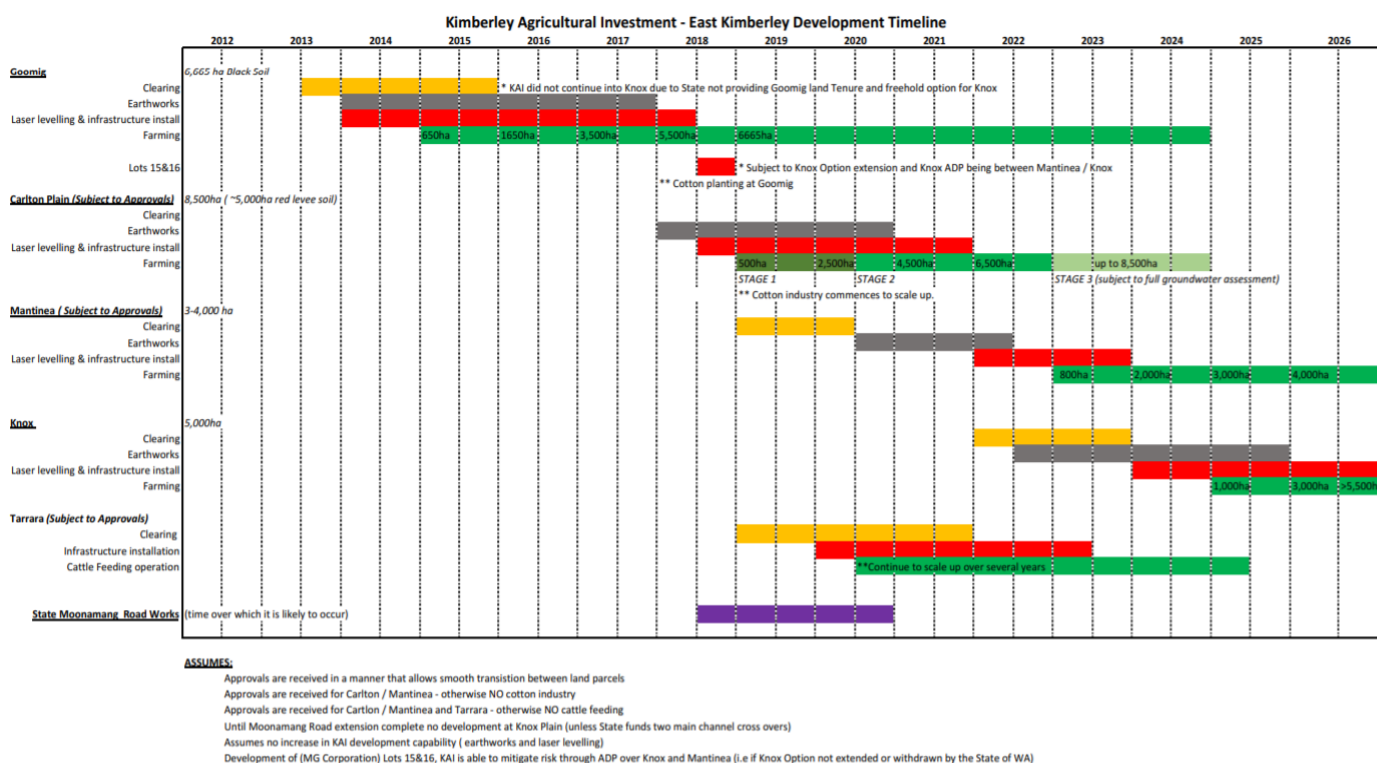 Kimberley Agricultural Investment - East Kimberley Development Timeline
2012 2013 2014 2015 2016 2017 2018 2019 2020 2021 2022 2023 2024 2025 2026
Goomig 6,665 ha Black Soil
Clearing * KAI did not continue into Knox due to State not providing Goomig land Tenure and freehold option for Knox
Earthworks
Laser levelling & infrastructure install
Farming 650ha 1650ha 3,500ha 5,500ha 6665ha
Lots 15&16 * Subject to Knox Option extension and Knox ADP being between Mantinea / Knox
** Cotton planting at Goomig
Carlton Plain (Subject to Approvals) 8,500ha ( ~5,000ha red levee soil)
Clearing
Earthworks
Laser levelling & infrastructure install
Farming 500ha 2,500ha 4,500ha 6,500ha up to 8,500ha
STAGE 1 STAGE 2 STAGE 3 (subject to full groundwater assessment)
** Cotton industry commences to scale up.
Mantinea ( Subject to Approvals) 3-4,000 ha
Clearing
Earthworks
Laser levelling & infrastructure install
Farming 800ha 2,000ha 3,000ha 4,000ha
Knox 5,000ha
Clearing
Earthworks
Laser levelling & infrastructure install
Farming 1,000ha 3,000ha >5,500h
Tarrara (Subject to Approvals)
Clearing
Infrastructure installation
Cattle Feeding operation **Continue to scale up over several years
State Moonamang Road Works (time over which it is likely to occur)
ASSUMES:
Approvals are received in a manner that allows smooth transistion between land parcels
Approvals are received for Carlton / Mantinea - otherwise NO cotton industry
Approvals are received for Cartlon / Mantinea and Tarrara - otherwise NO cattle feeding
Until Moonamang Road extension complete no development at Knox Plain (unless State funds two main channel cross overs)
Assumes no increase in KAI development capability ( earthworks and laser levelling)
Development of (MG Corporation) Lots 15&16, KAI is able to mitigate risk through ADP over Knox and Mantinea (i.e if Knox Option not extended or withdrawn by the State of WA)